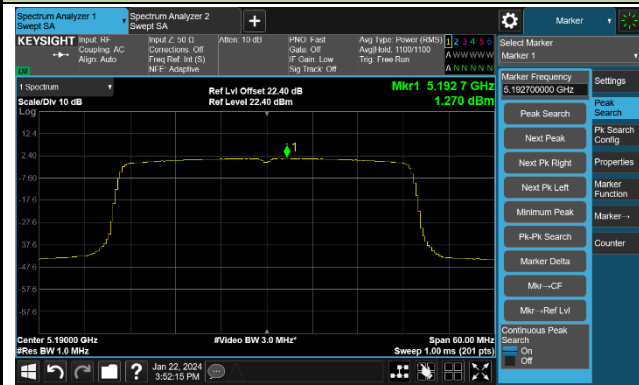 Spectrum Analyzer 1
Swept SA
Spectrum Analyzer 2
Swept SA
Marker
KEYSIGHT
Input: RF
Coupling: AC
Align: Auto
Input Z: 50 Ω
Corrections: Off
Freq Ref: Int (S)
NFE: Adaptive
Atten: 10 dB
PNO: Fast
Gate: Off
IF Gain: Low
Sig Track: Off
Avg Type: Power (RMS)
Avg|Hold: 1100/1100
Trig: Free Run
1 2 3 4 5 6
A W W W W W
A N N N N N
LVI
Select Marker
Marker 1
1 Spectrum
Scale/Div 10 dB
Log
Ref Lvl Offset 22.40 dB
Ref Level 22.40 dBm
Mkr1 5.192 7 GHz
1.270 dBm
12.4
2.40
-7.60
-17.6
-27.6
-37.6
-47.6
-57.6
-67.6
1
Center 5.19000 GHz
#Res BW 1.0 MHz
#Video BW 3.0 MHz*
Span 60.00 MHz
Sweep 1.00 ms (201 pts)
Marker Frequency
5.192700000 GHz
Peak Search
Next Peak
Next Pk Right
Next Pk Left
Minimum Peak
Pk-Pk Search
Marker Delta
Mkr→CF
Mkr→Ref Lvl
Continuous Peak
Search
On
Off
Settings
Peak
Search
Pk Search
Config
Properties
Marker
Function
Marker→
Counter
?
Jan 22, 2024
3:52:15 PM